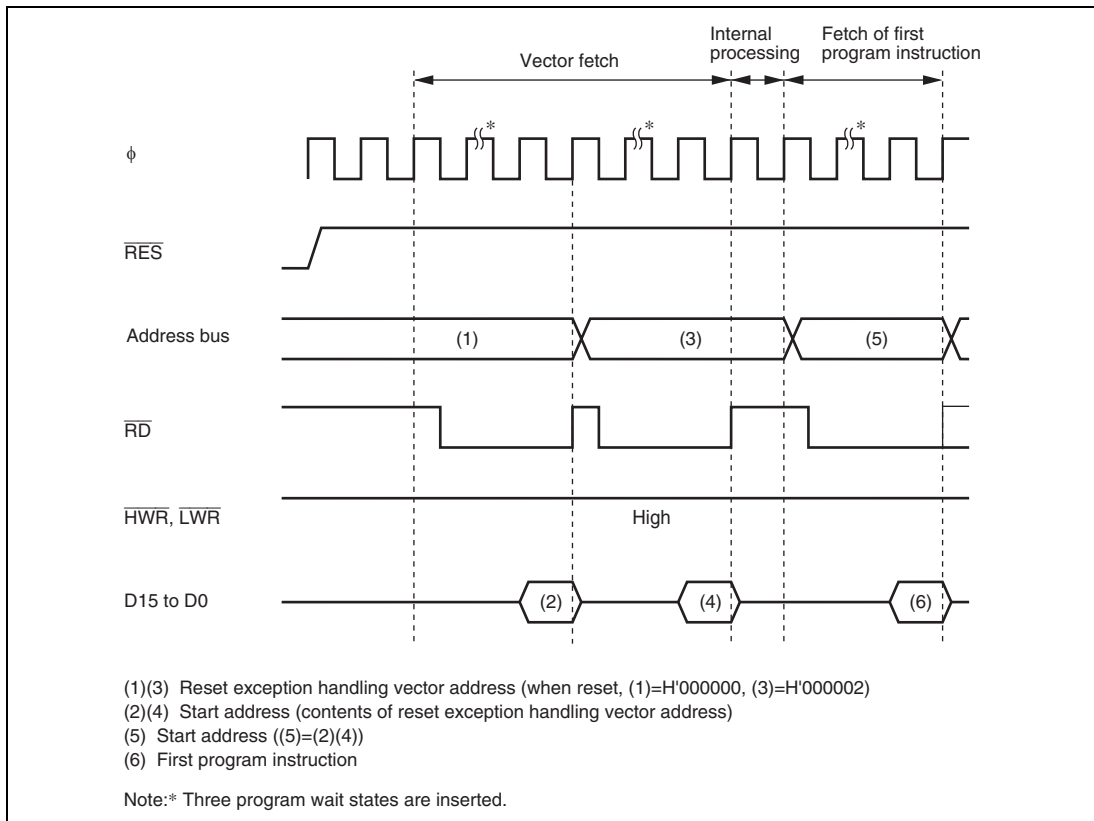 Vector fetch
Internal
processing
Fetch of first
program instruction
ϕ
*
*
*
RES
Address bus
(1)
(3)
(5)
RD
HWR, LWR
High
D15 to D0
(2)
(4)
(6)
(1)(3) Reset exception handling vector address (when reset, (1)=H'000000, (3)=H'000002)
(2)(4) Start address (contents of reset exception handling vector address)
(5) Start address ((5)=(2)(4))
(6) First program instruction
Note:* Three program wait states are inserted.